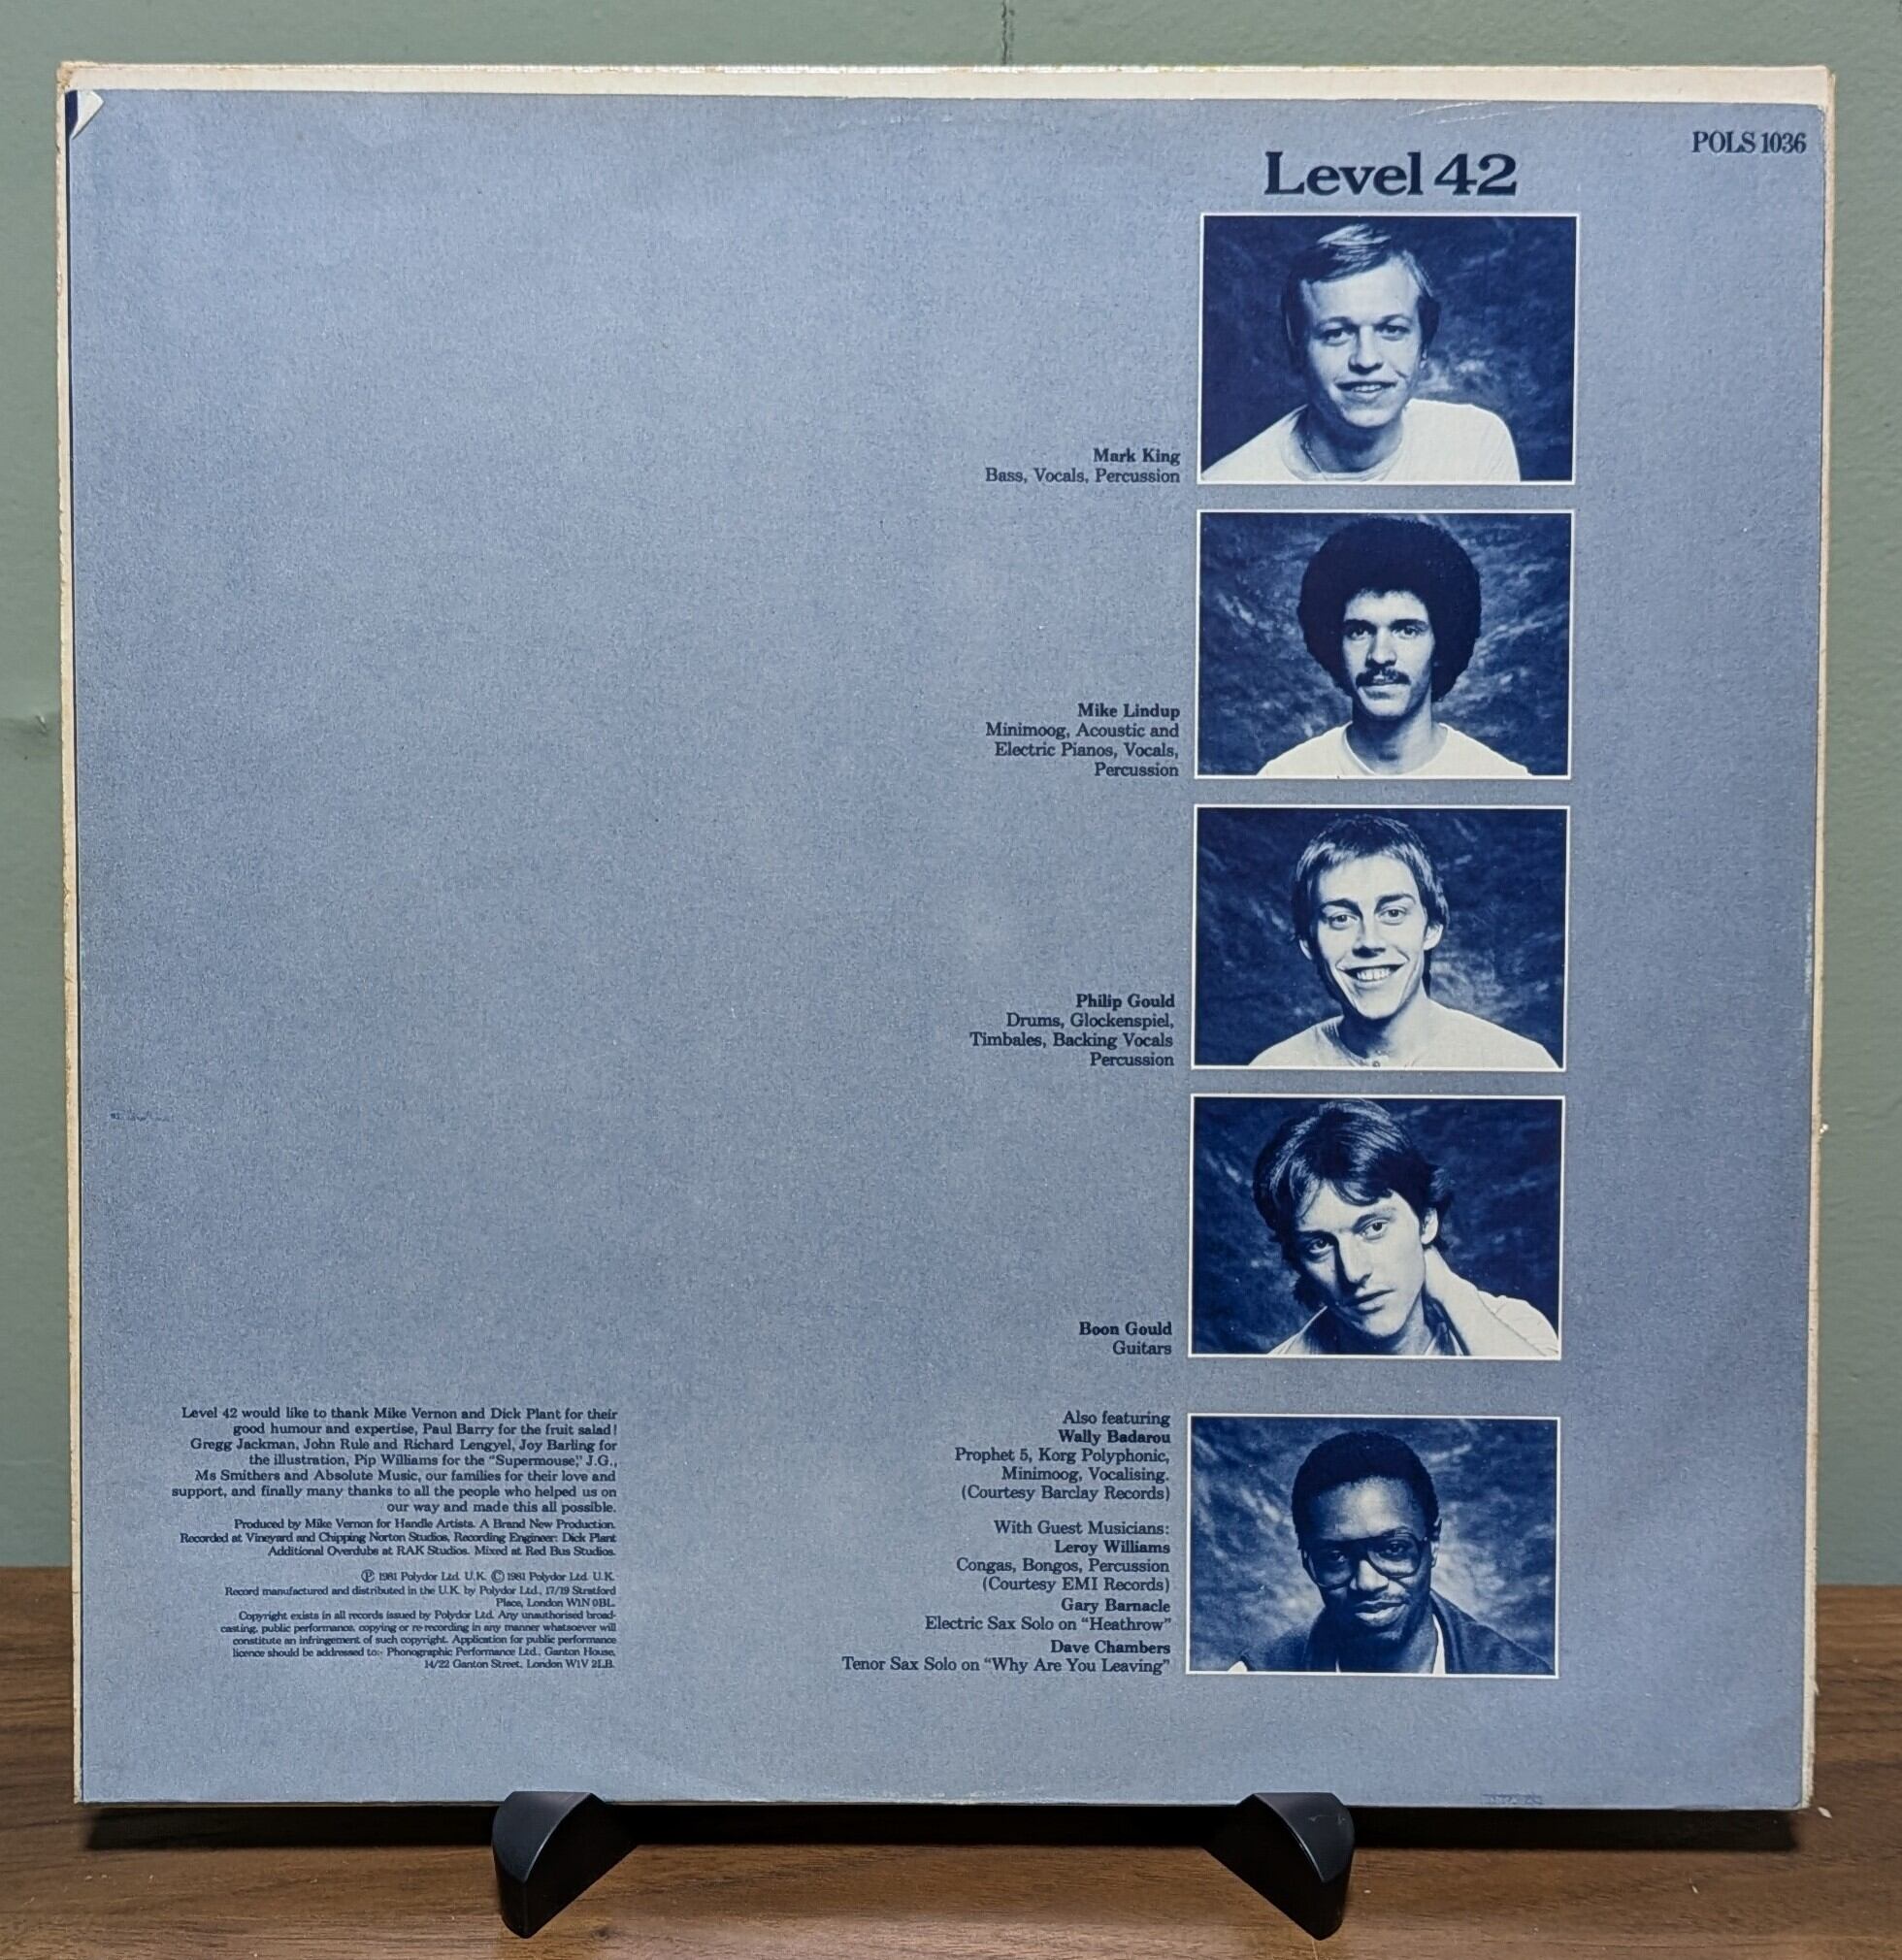 POLS 1036
Level 42
Mark King
Bass, Vocals, Percussion
Mike Lindup
Minimoog, Acoustic and
Electric Pianos, Vocals,
Percussion
Philip Gould
Drums, Glockenspiel,
Timbales, Backing Vocals
Percussion
Boon Gould
Guitars
Also featuring
Wally Badarou
Prophet 5, Korg Polyphonic,
Minimoog, Vocalising.
(Courtesy Barclay Records)
With Guest Musicians:
Leroy Williams
Congas, Bongos, Percussion
(Courtesy EMI Records)
Gary Barnacle
Electric Sax Solo on “Heathrow”
Dave Chambers
Tenor Sax Solo on “Why Are You Leaving”
Level 42 would like to thank Mike Vernon and Dick Plant for their
good humour and expertise, Paul Barry for the fruit salad!
Gregg Jackman, John Rule and Richard Lengyel, Joy Barling for
the illustration, Pip Williams for the “Supermouse,” J.G.,
Ms Smithers and Absolute Music, our families for their love and
support, and finally many thanks to all the people who helped us on
our way and made this all possible.
Produced by Mike Vernon for Handle Artists. A Brand New Production.
Recorded at Vineyard and Chipping Norton Studios, Recording Engineer: Dick Plant
Additional Overdubs at RAK Studios. Mixed at Red Bus Studios.
Ⓟ 1981 Polydor Ltd. U.K. © 1981 Polydor Ltd. U.K.
Record manufactured and distributed in the U.K. by Polydor Ltd., 17/19 Stratford
Place, London W1N 0BL.
Copyright exists in all records issued by Polydor Ltd. Any unauthorised broad-
casting, public performance, copying or re-recording in any manner whatsoever will
constitute an infringement of such copyright. Application for public performance
licence should be addressed to:- Phonographic Performance Ltd., Ganton House,
14/22 Ganton Street, London W1V 2LB.